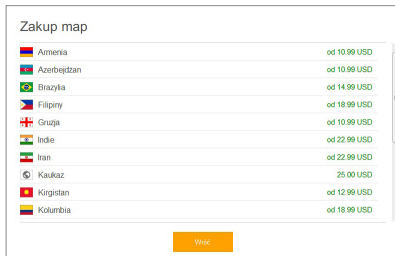 Zakup map
Armenia od 10.99 USD
Azerbejdżan od 10.99 USD
Brazylia od 14.99 USD
Filipiny od 18.99 USD
Gruzja od 10.99 USD
Indie od 22.99 USD
Iran od 22.99 USD
Kaukaz 25.00 USD
Kirgistan od 12.99 USD
Kolumbia od 18.99 USD
Wróć